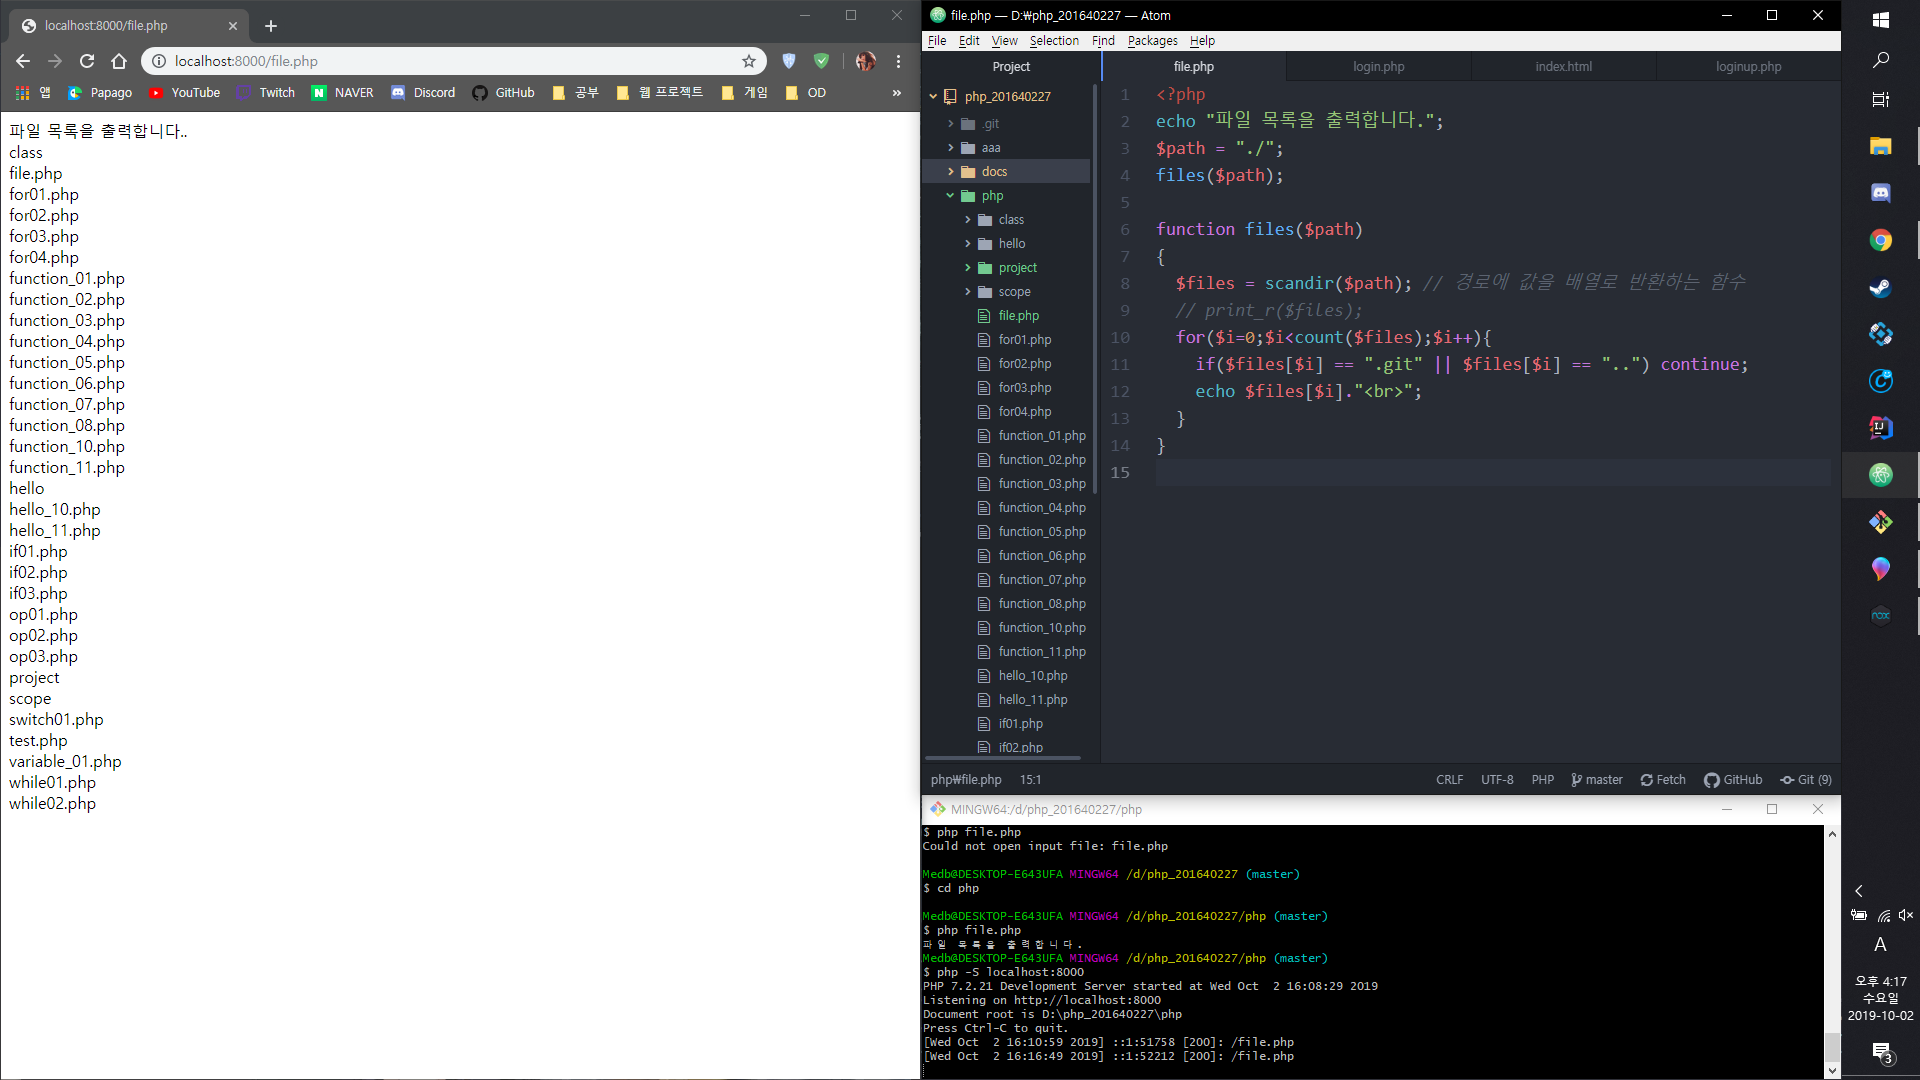 localhost:8000/file.php
localhost:8000/file.php
앱 Papago YouTube Twitch NAVER Discord GitHub 공부 웹 프로젝트 게임 OD »
파일 목록을 출력합니다..
class
file.php
for01.php
for02.php
for03.php
for04.php
function_01.php
function_02.php
function_03.php
function_04.php
function_05.php
function_06.php
function_07.php
function_08.php
function_10.php
function_11.php
hello
hello_10.php
hello_11.php
if01.php
if02.php
if03.php
op01.php
op02.php
op03.php
project
scope
switch01.php
test.php
variable_01.php
while01.php
while02.php
file.php — D:₩php_201640227 — Atom
File Edit View Selection Find Packages Help
Project
php_201640227
.git
aaa
docs
php
class
hello
project
scope
file.php
for01.php
for02.php
for03.php
for04.php
function_01.php
function_02.php
function_03.php
function_04.php
function_05.php
function_06.php
function_07.php
function_08.php
function_10.php
function_11.php
hello_10.php
hello_11.php
if01.php
if02.php
file.php login.php index.html loginup.php
1 <?php
2 echo "파일 목록을 출력합니다.";
3 $path = "./";
4 files($path);
5
6 function files($path)
7 {
8 $files = scandir($path); // 경로에 값을 배열로 반환하는 함수
9 // print_r($files);
10 for($i=0;$i<count($files);$i++){
11 if($files[$i] == ".git" || $files[$i] == "..") continue;
12 echo $files[$i]."<br>";
13 }
14 }
15
php₩file.php 15:1 CRLF UTF-8 PHP master Fetch GitHub Git (9)
MINGW64:/d/php_201640227/php
$ php file.php
Could not open input file: file.php
Medb@DESKTOP-E643UFA MINGW64 /d/php_201640227 (master)
$ cd php
Medb@DESKTOP-E643UFA MINGW64 /d/php_201640227/php (master)
$ php file.php
파일 목록을 출력합니다.
Medb@DESKTOP-E643UFA MINGW64 /d/php_201640227/php (master)
$ php -S localhost:8000
PHP 7.2.21 Development Server started at Wed Oct  2 16:08:29 2019
Listening on http://localhost:8000
Document root is D:\php_201640227\php
Press Ctrl-C to quit.
[Wed Oct  2 16:10:59 2019] ::1:51758 [200]: /file.php
[Wed Oct  2 16:16:49 2019] ::1:52212 [200]: /file.php
IJ
nox
A
오후 4:17
수요일
2019-10-02
3